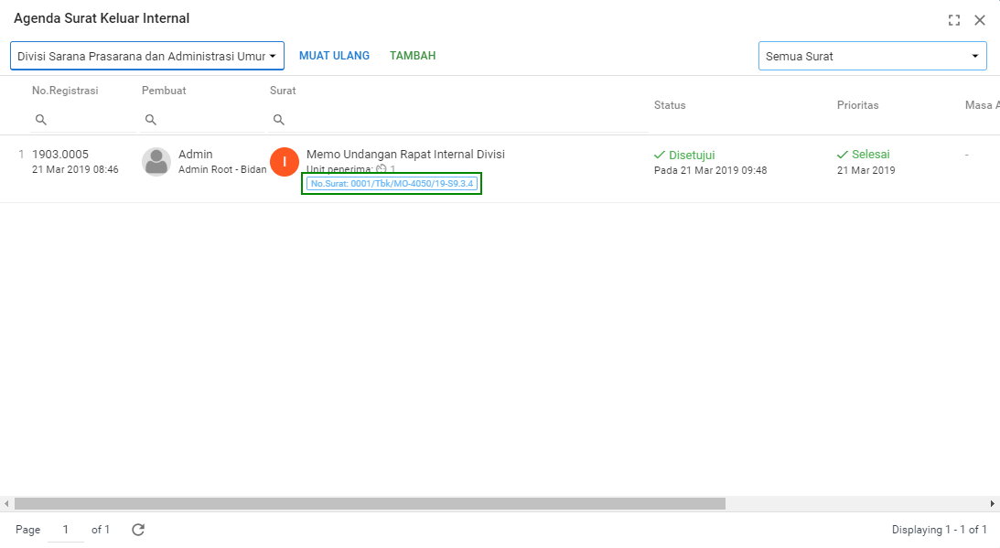 Agenda Surat Keluar Internal
Divisi Sarana Prasarana dan Administrasi Umur
MUAT ULANG
TAMBAH
Semua Surat
No.Registrasi
Pembuat
Surat
Status
Prioritas
Masa A
1
1903.0005
21 Mar 2019 08:46
Admin
Admin Root - Bidan
I
Memo Undangan Rapat Internal Divisi
Unit penerima: 1
No.Surat: 0001/Tbk/MO-4050/19-S9.3.4
Disetujui
Pada 21 Mar 2019 09:48
Selesai
21 Mar 2019
-
Page 1 of 1
Displaying 1 - 1 of 1